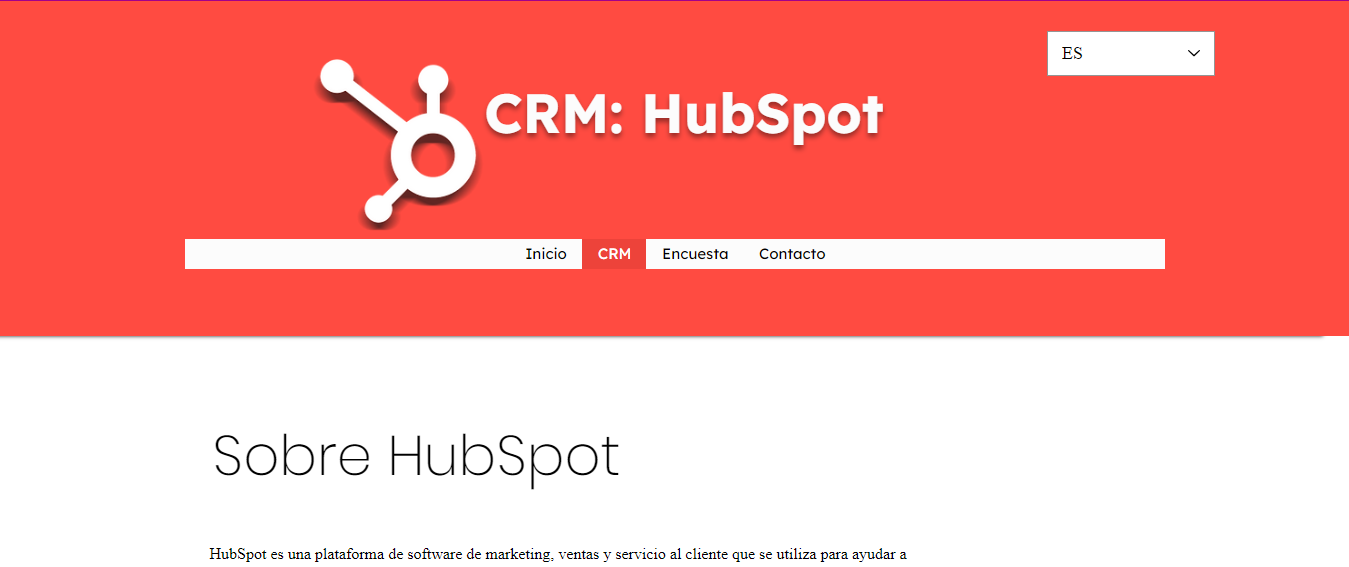 ES
CRM: HubSpot
Inicio CRM Encuesta Contacto
Sobre HubSpot
HubSpot es una plataforma de software de marketing, ventas y servicio al cliente que se utiliza para ayudar a